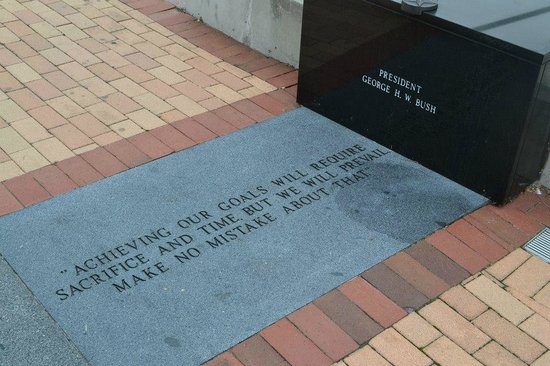 PRESIDENT
GEORGE H. W. BUSH
"ACHIEVING OUR GOALS WILL REQUIRE
SACRIFICE AND TIME, BUT WE WILL PREVAIL,
MAKE NO MISTAKE ABOUT THAT"